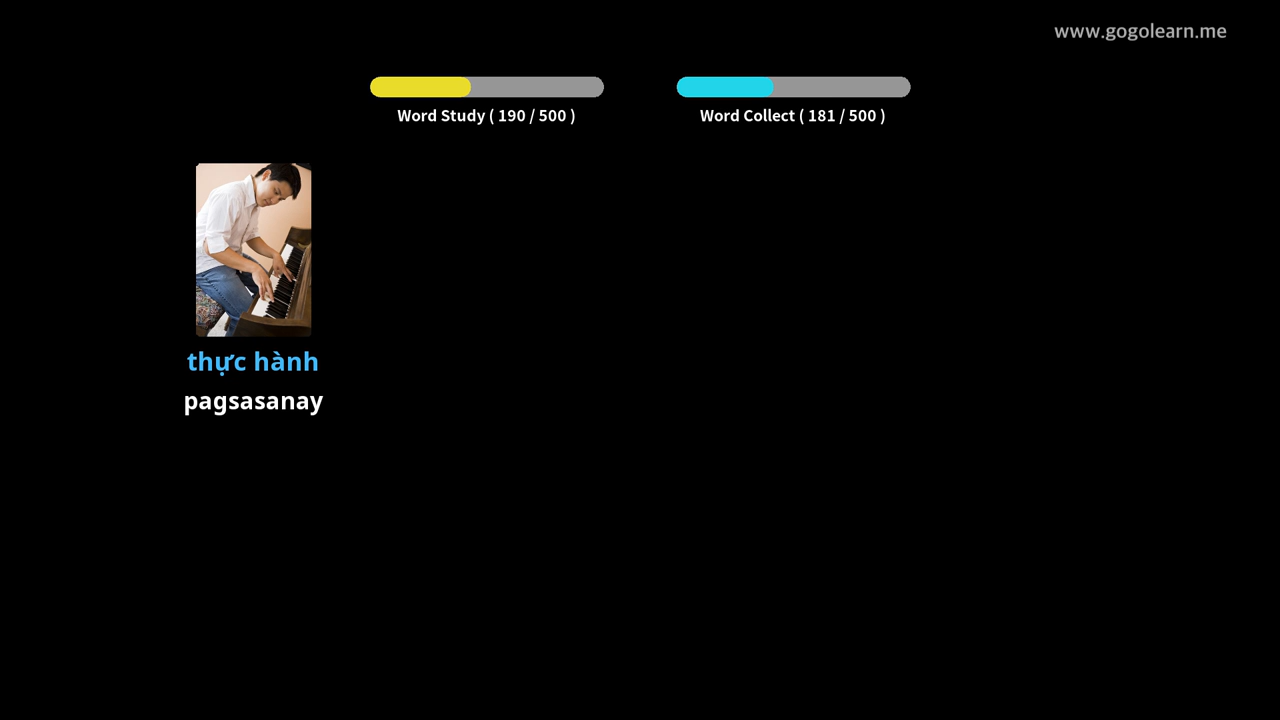 www.gogolearn.me
Word Study ( 190 / 500 )
Word Collect ( 181 / 500 )
thực hành
pagsasanay